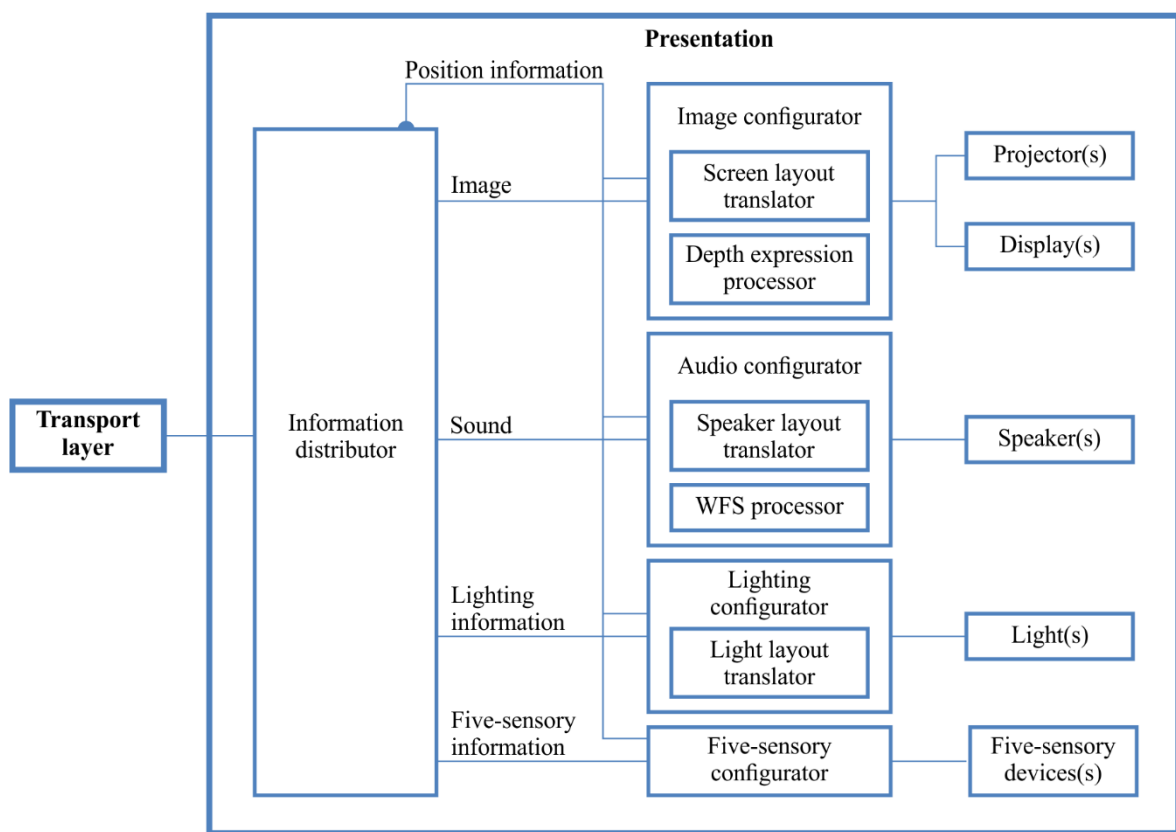 Presentation
Position information
Image configurator
Screen layout
translator
Depth expression
processor
Image
Projector(s)
Display(s)
Audio configurator
Speaker layout
translator
WFS processor
Sound
Speaker(s)
Transport
layer
Information
distributor
Lighting
information
Lighting
configurator
Light layout
translator
Light(s)
Five-sensory
information
Five-sensory
configurator
Five-sensory
devices(s)